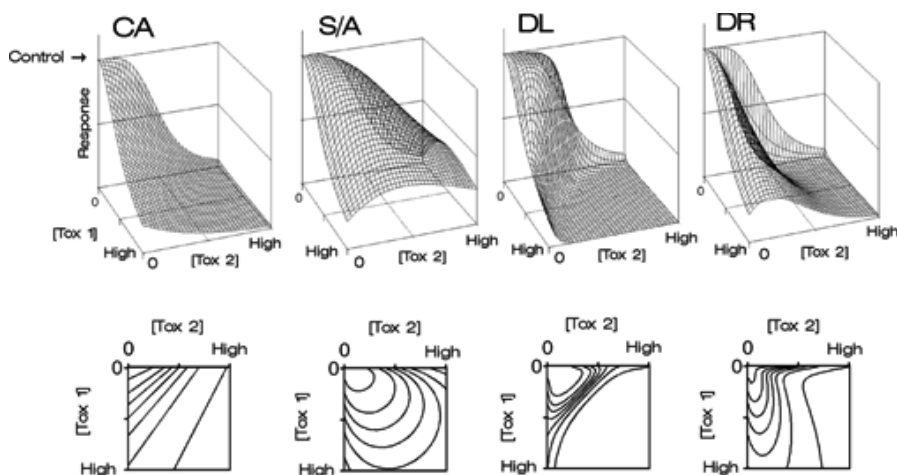 CA
S/A
DL
DR
Control →
Response
0
0
0
0
[Tox 1]
High
0
[Tox 2]
High
High
0
[Tox 2]
High
High
0
[Tox 2]
High
High
0
[Tox 2]
High
[Tox 2]
[Tox 2]
[Tox 2]
[Tox 2]
0
High
0
High
0
High
0
High
0
0
0
0
[Tox 1]
[Tox 1]
[Tox 1]
[Tox 1]
High
High
High
High